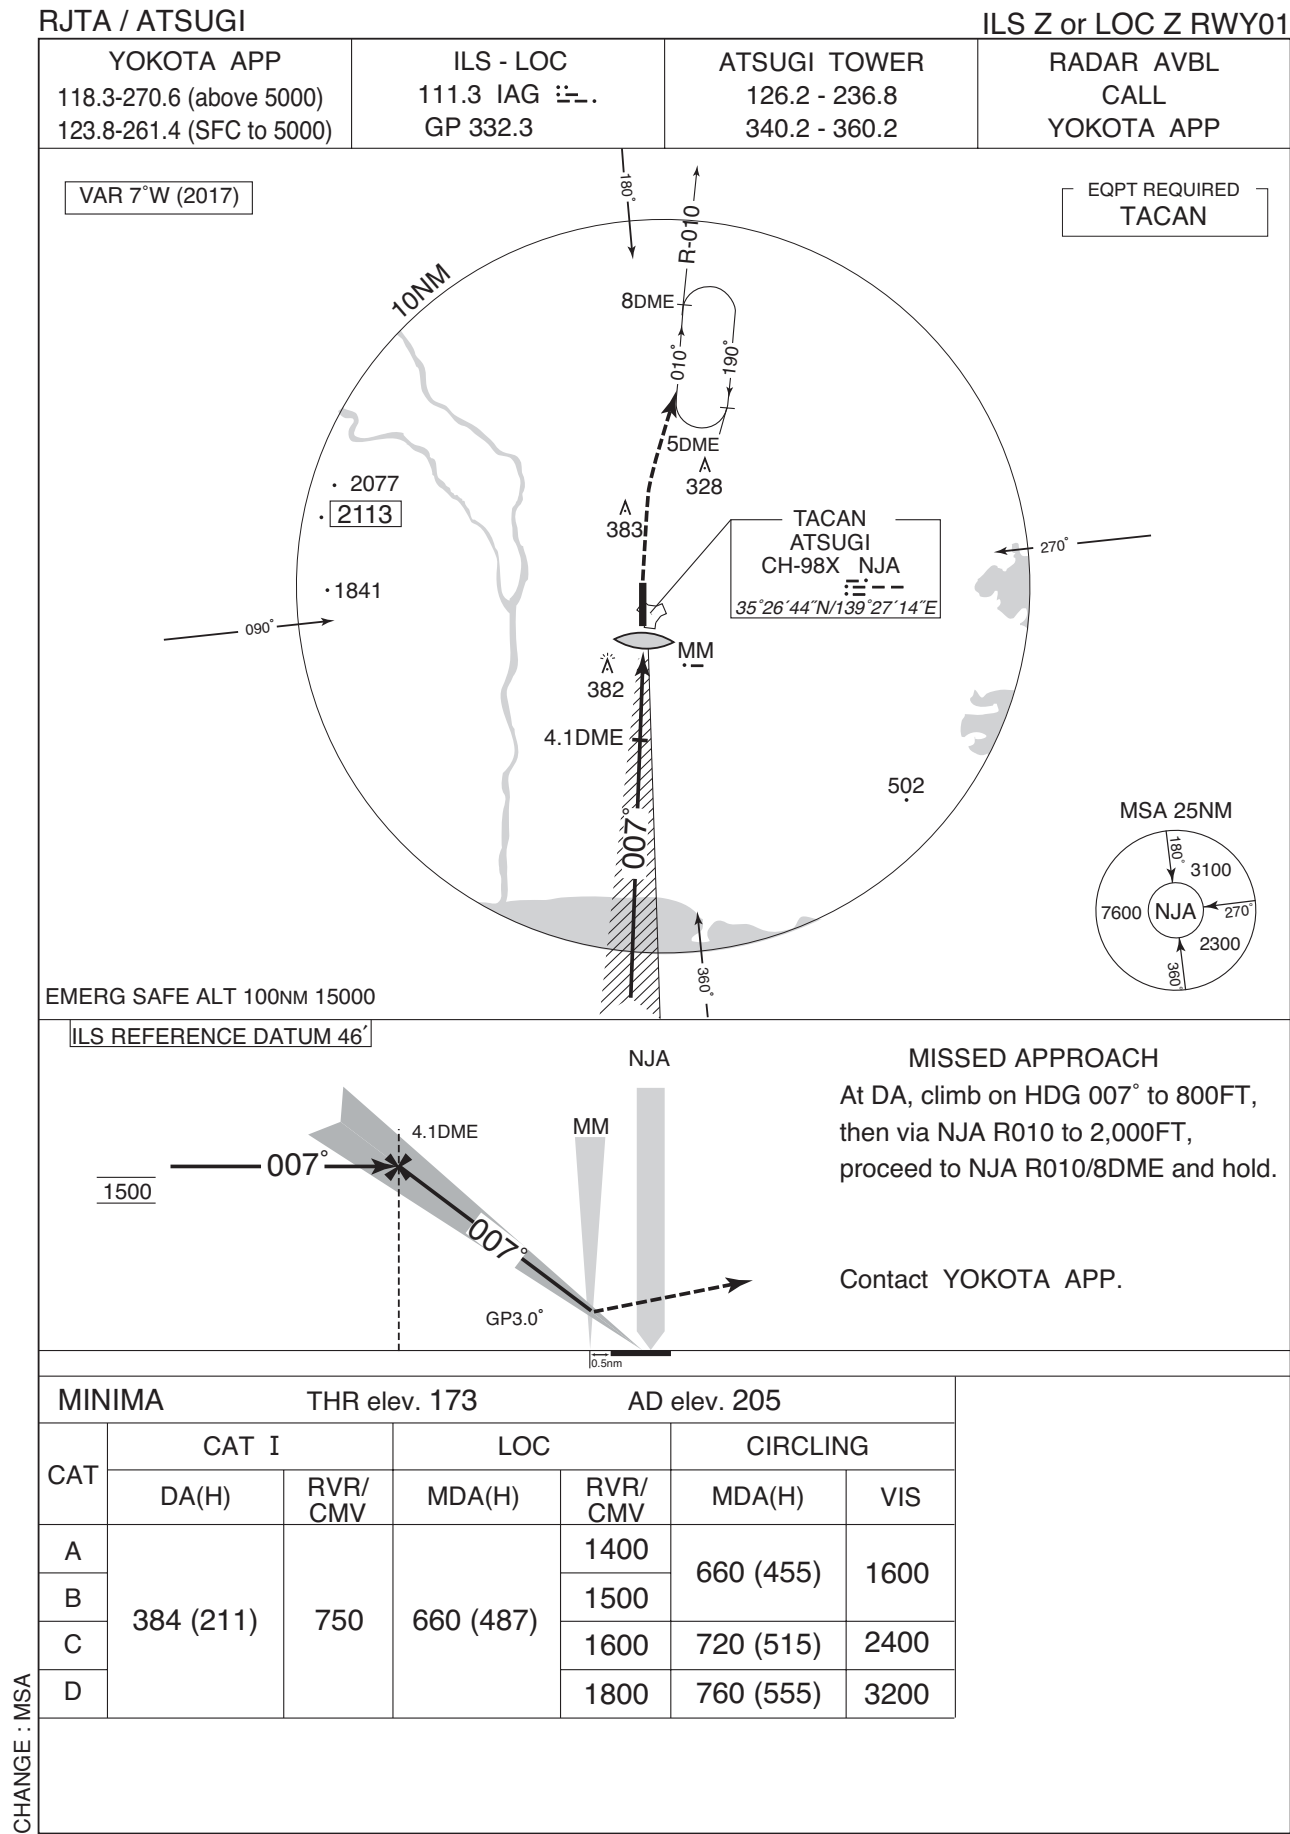 RJTA / ATSUGI
ILS Z or LOC Z RWY01
YOKOTA APP
118.3-270.6 (above 5000)
123.8-261.4 (SFC to 5000)
ILS - LOC
111.3 IAG
GP 332.3
ATSUGI TOWER
126.2 - 236.8
340.2 - 360.2
RADAR AVBL
CALL
YOKOTA APP
VAR 7°W (2017)
EQPT REQUIRED
TACAN
180°
R-010
10NM
8DME
010°
190°
5DME
328
383
2077
2113
1841
090°
270°
TACAN
ATSUGI
CH-98X NJA
35°26´44˝N/139°27´14˝E
MM
382
4.1DME
007°
502
360°
MSA 25NM
180°
3100
7600
NJA
270°
2300
360°
EMERG SAFE ALT 100NM 15000
ILS REFERENCE DATUM 46´
NJA
MM
4.1DME
007°
1500
007°
GP3.0°
0.5nm
MISSED APPROACH
At DA, climb on HDG 007° to 800FT,
then via NJA R010 to 2,000FT,
proceed to NJA R010/8DME and hold.
Contact YOKOTA APP.
MINIMA THR elev. 173 AD elev. 205
CAT CAT I LOC CIRCLING
DA(H) RVR/CMV MDA(H) RVR/CMV MDA(H) VIS
A 384 (211) 750 660 (487) 1400 660 (455) 1600
B 1500
C 1600 720 (515) 2400
D 1800 760 (555) 3200
CHANGE : MSA